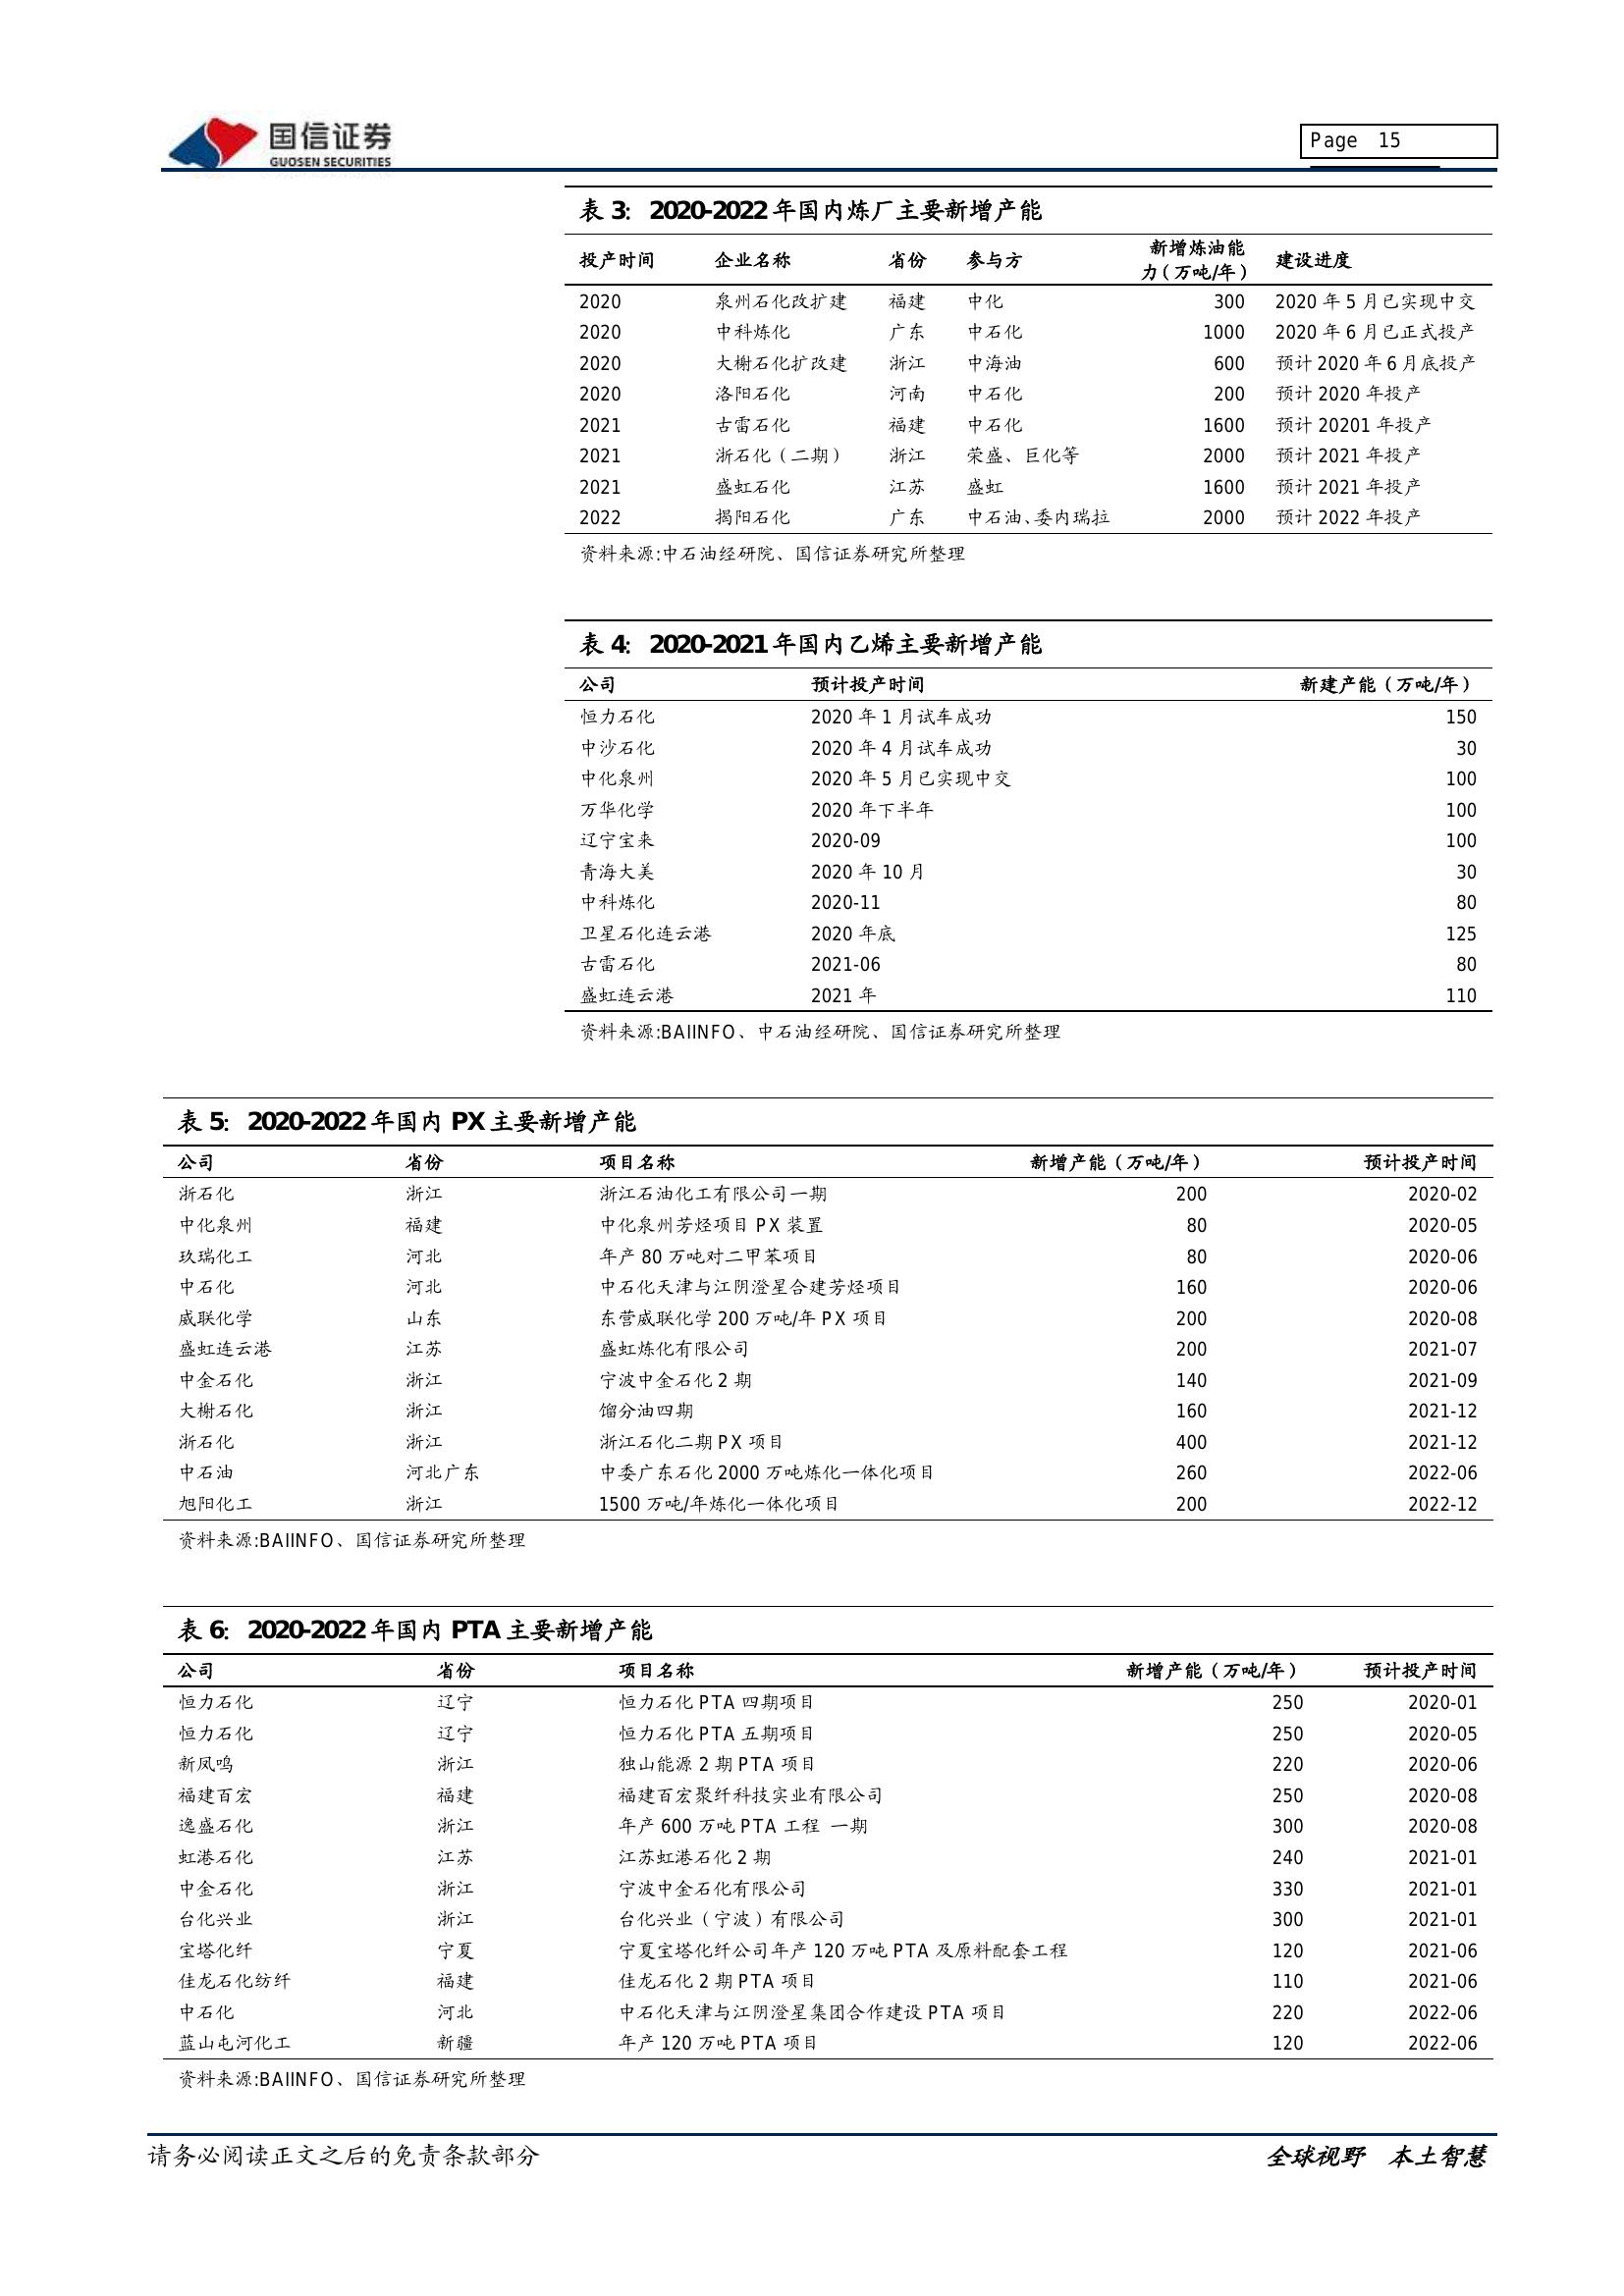 国信证券
GUOSEN SECURITIES
Page 15
表 3: 2020-2022 年国内炼厂主要新增产能
投产时间 企业名称 省份 参与方 新增炼油能力(万吨/年) 建设进度
2020 泉州石化改扩建 福建 中化 300 2020 年 5 月已实现中交
2020 中科炼化 广东 中石化 1000 2020 年 6 月已正式投产
2020 大榭石化扩改建 浙江 中海油 600 预计 2020 年 6 月底投产
2020 洛阳石化 河南 中石化 200 预计 2020 年投产
2021 古雷石化 福建 中石化 1600 预计 20201 年投产
2021 浙石化(二期) 浙江 荣盛、巨化等 2000 预计 2021 年投产
2021 盛虹石化 江苏 盛虹 1600 预计 2021 年投产
2022 揭阳石化 广东 中石油、委内瑞拉 2000 预计 2022 年投产
资料来源:中石油经研院、国信证券研究所整理
表 4: 2020-2021 年国内乙烯主要新增产能
公司 预计投产时间 新建产能(万吨/年)
恒力石化 2020 年 1 月试车成功 150
中沙石化 2020 年 4 月试车成功 30
中化泉州 2020 年 5 月已实现中交 100
万华化学 2020 年下半年 100
辽宁宝来 2020-09 100
青海大美 2020 年 10 月 30
中科炼化 2020-11 80
卫星石化连云港 2020 年底 125
古雷石化 2021-06 80
盛虹连云港 2021 年 110
资料来源:BAIINFO、中石油经研院、国信证券研究所整理
表 5: 2020-2022 年国内 PX 主要新增产能
公司 省份 项目名称 新增产能(万吨/年) 预计投产时间
浙石化 浙江 浙江石油化工有限公司一期 200 2020-02
中化泉州 福建 中化泉州芳烃项目 PX 装置 80 2020-05
玖瑞化工 河北 年产 80 万吨对二甲苯项目 80 2020-06
中石化 河北 中石化天津与江阴澄星合建芳烃项目 160 2020-06
威联化学 山东 东营威联化学 200 万吨/年 PX 项目 200 2020-08
盛虹连云港 江苏 盛虹炼化有限公司 200 2021-07
中金石化 浙江 宁波中金石化 2 期 140 2021-09
大榭石化 浙江 馏分油四期 160 2021-12
浙石化 浙江 浙江石化二期 PX 项目 400 2021-12
中石油 河北广东 中委广东石化 2000 万吨炼化一体化项目 260 2022-06
旭阳化工 浙江 1500 万吨/年炼化一体化项目 200 2022-12
资料来源:BAIINFO、国信证券研究所整理
表 6: 2020-2022 年国内 PTA 主要新增产能
公司 省份 项目名称 新增产能(万吨/年) 预计投产时间
恒力石化 辽宁 恒力石化 PTA 四期项目 250 2020-01
恒力石化 辽宁 恒力石化 PTA 五期项目 250 2020-05
新凤鸣 浙江 独山能源 2 期 PTA 项目 220 2020-06
福建百宏 福建 福建百宏聚纤科技实业有限公司 250 2020-08
逸盛石化 浙江 年产 600 万吨 PTA 工程 一期 300 2020-08
虹港石化 江苏 江苏虹港石化 2 期 240 2021-01
中金石化 浙江 宁波中金石化有限公司 330 2021-01
台化兴业 浙江 台化兴业(宁波)有限公司 300 2021-01
宝塔化纤 宁夏 宁夏宝塔化纤公司年产 120 万吨 PTA 及原料配套工程 120 2021-06
佳龙石化纺纤 福建 佳龙石化 2 期 PTA 项目 110 2021-06
中石化 河北 中石化天津与江阴澄星集团合作建设 PTA 项目 220 2022-06
蓝山屯河化工 新疆 年产 120 万吨 PTA 项目 120 2022-06
资料来源:BAIINFO、国信证券研究所整理
请务必阅读正文之后的免责条款部分 全球视野 本土智慧